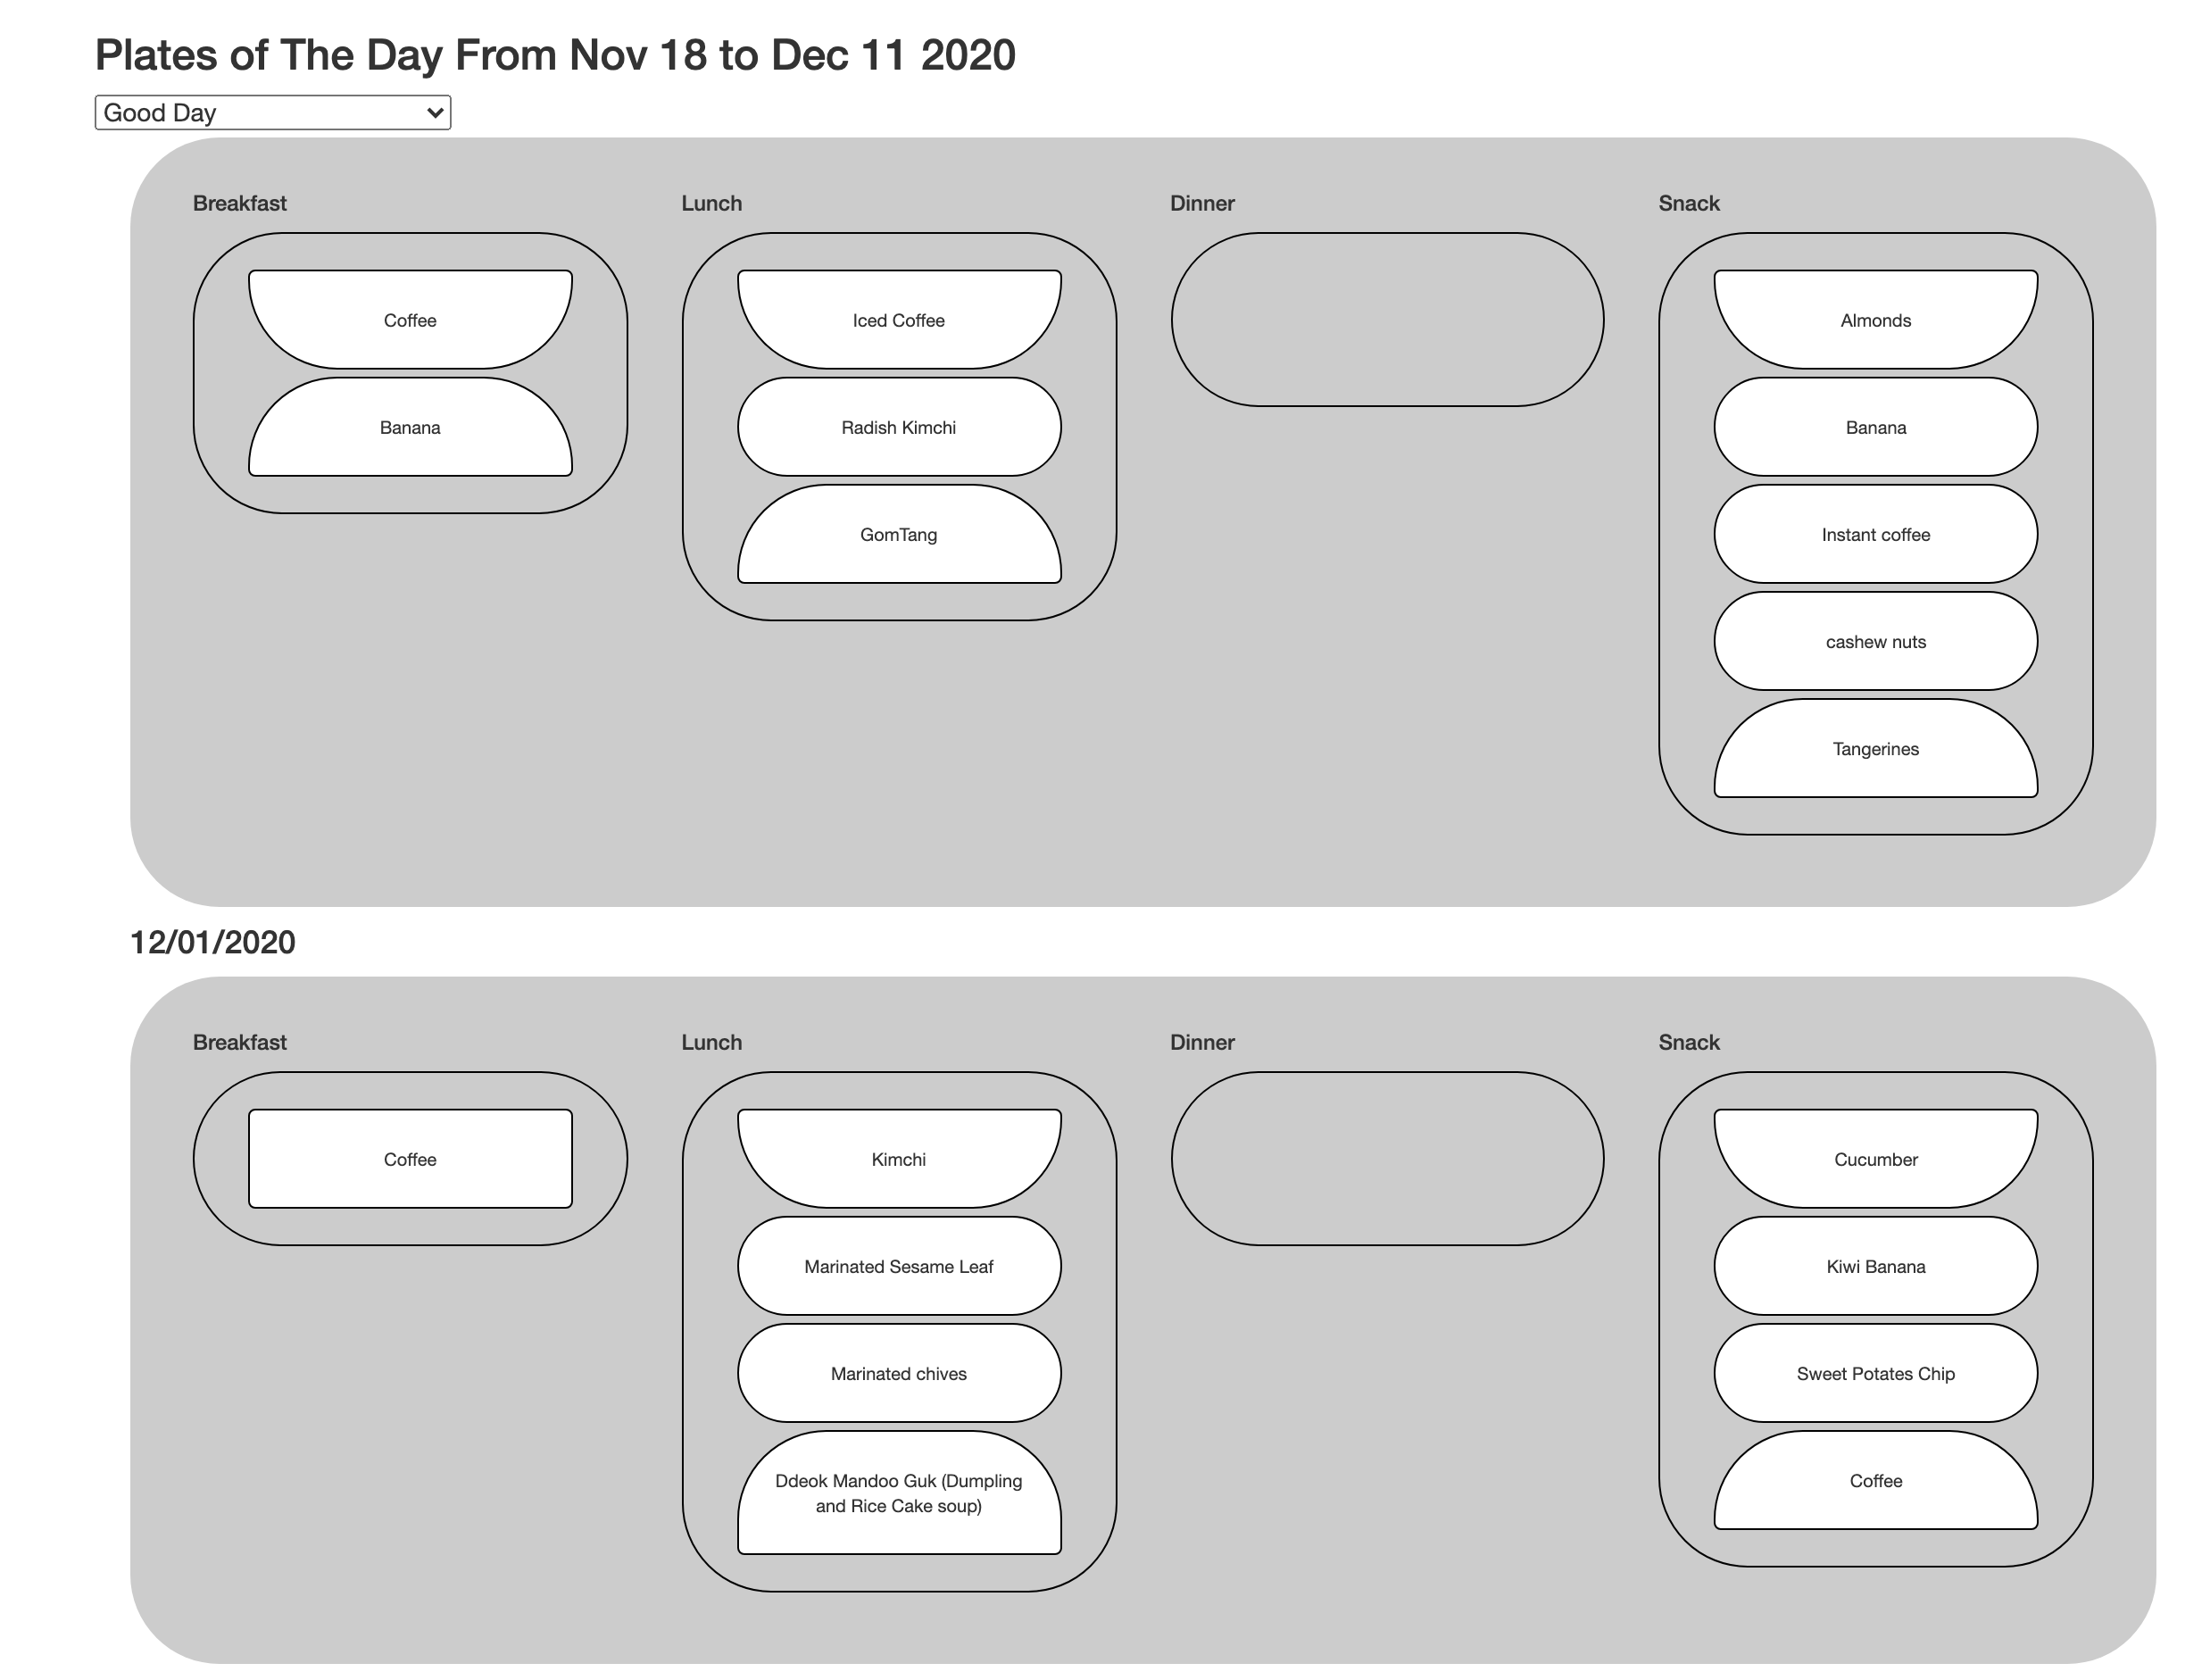 Plates of The Day From Nov 18 to Dec 11 2020
Good Day
Breakfast
Coffee
Banana
Lunch
Iced Coffee
Radish Kimchi
GomTang
Dinner
Snack
Almonds
Banana
Instant coffee
cashew nuts
Tangerines
12/01/2020
Breakfast
Coffee
Lunch
Kimchi
Marinated Sesame Leaf
Marinated chives
Ddeok Mandoo Guk (Dumpling
and Rice Cake soup)
Dinner
Snack
Cucumber
Kiwi Banana
Sweet Potates Chip
Coffee